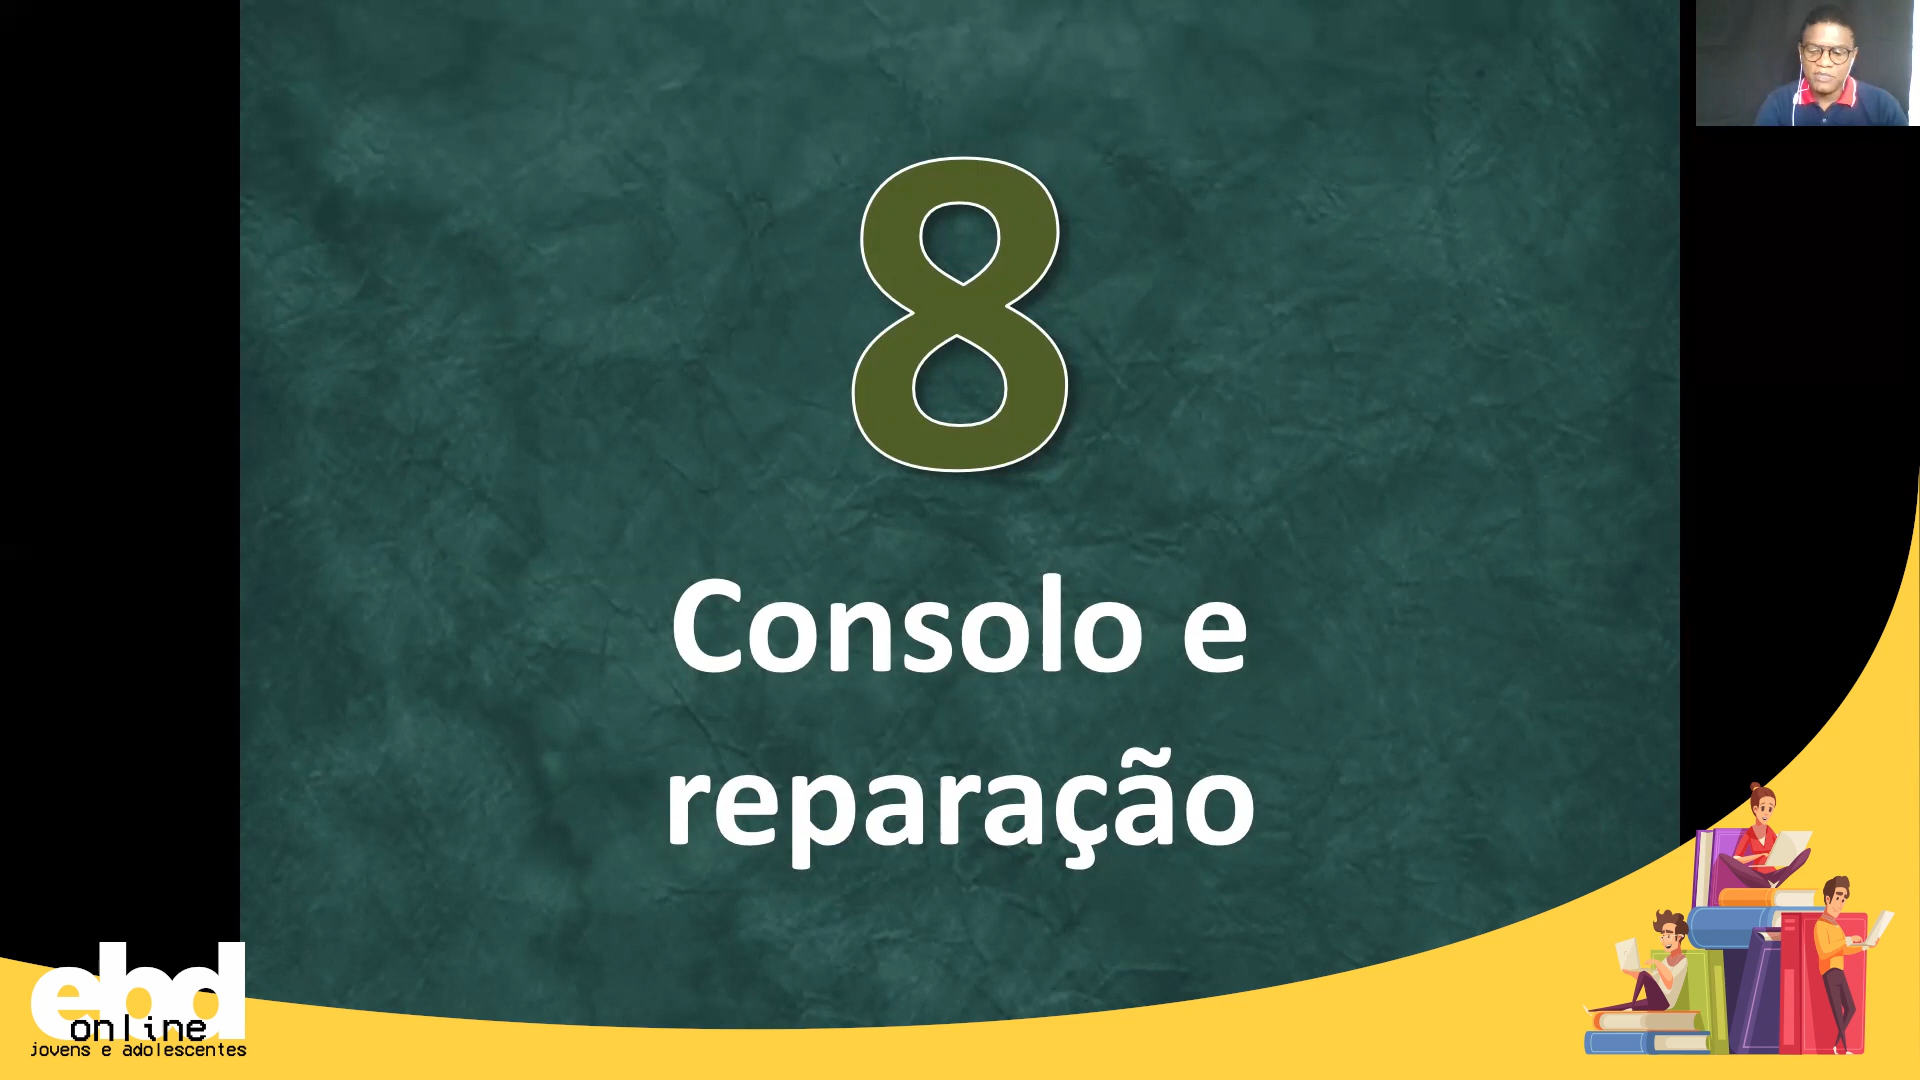 8
Consolo e
reparação
ebd
online
jovens e adolescentes